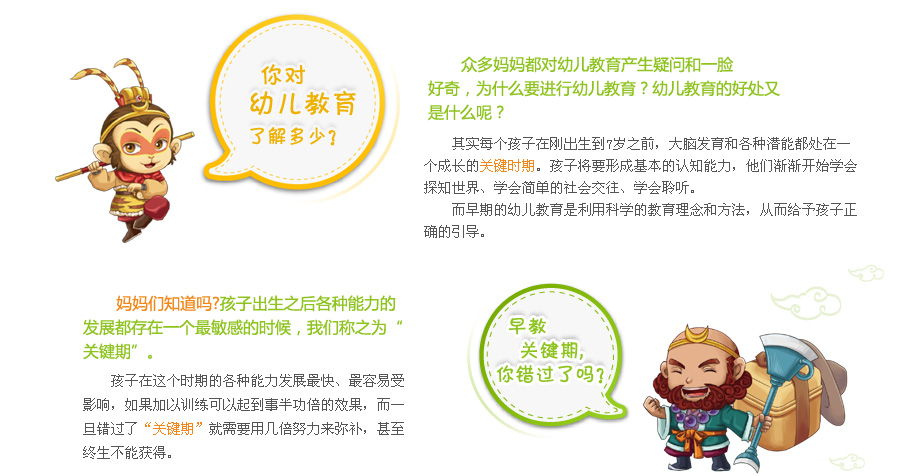 你对
幼儿教育
了解多少?
众多妈妈都对幼儿教育产生疑问和一脸
好奇，为什么要进行幼儿教育？幼儿教育的好处又
是什么呢？
其实每个孩子在刚出生到7岁之前，大脑发育和各种潜能都处在一
个成长的关键时期。孩子将要形成基本的认知能力，他们渐渐开始学会
探知世界、学会简单的社会交往、学会聆听。
而早期的幼儿教育是利用科学的教育理念和方法，从而给予孩子正
确的引导。
妈妈们知道吗?孩子出生之后各种能力的
发展都存在一个最敏感的时候，我们称之为“
关键期”。
孩子在这个时期的各种能力发展最快、最容易受
影响，如果加以训练可以起到事半功倍的效果，而一
旦错过了“关键期”就需要用几倍努力来弥补，甚至
终生不能获得。
早教
关键期,
你错过了吗?